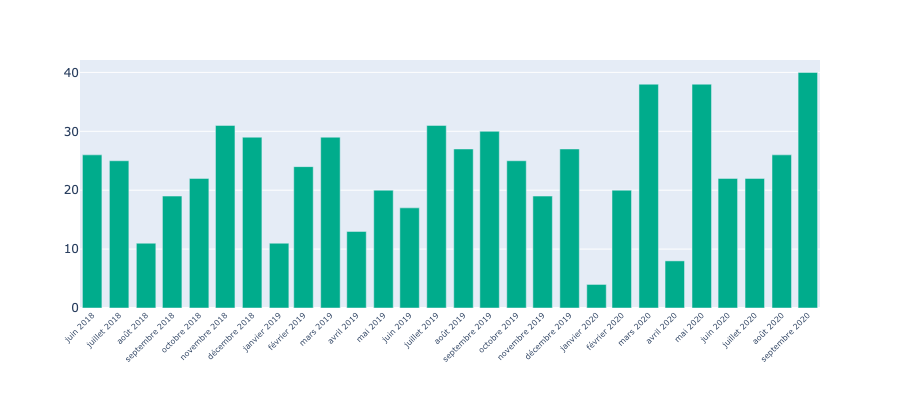 40
30
20
10
0
juin 2018
juillet 2018
août 2018
septembre 2018
octobre 2018
novembre 2018
décembre 2018
janvier 2019
février 2019
mars 2019
avril 2019
mai 2019
juin 2019
juillet 2019
août 2019
septembre 2019
octobre 2019
novembre 2019
décembre 2019
janvier 2020
février 2020
mars 2020
avril 2020
mai 2020
juin 2020
juillet 2020
août 2020
septembre 2020